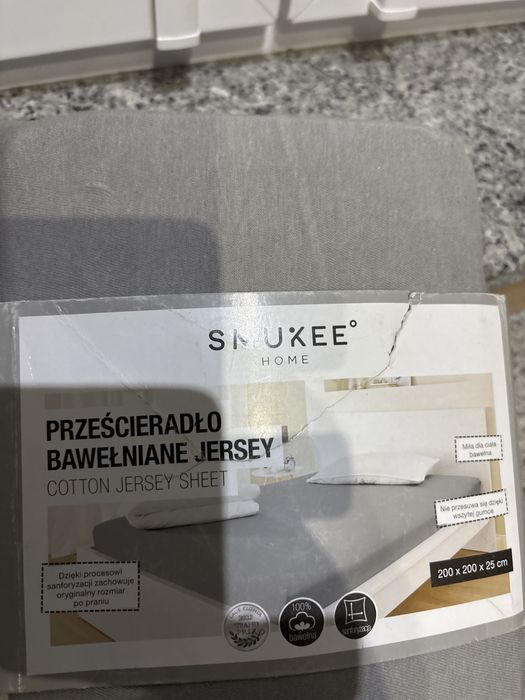 SMUKEE°
HOME
PRZEŚCIERADŁO
BAWEŁNIANE JERSEY
COTTON JERSEY SHEET
Miła dla ciała
bawełna
Nie przesuwa się dzięki
wszytej gumce
200 x 200 x 25 cm
Dzięki procesowi
sanforyzacji zachowuje
oryginalny rozmiar
po praniu
100%
bawełna
sanforyzacja